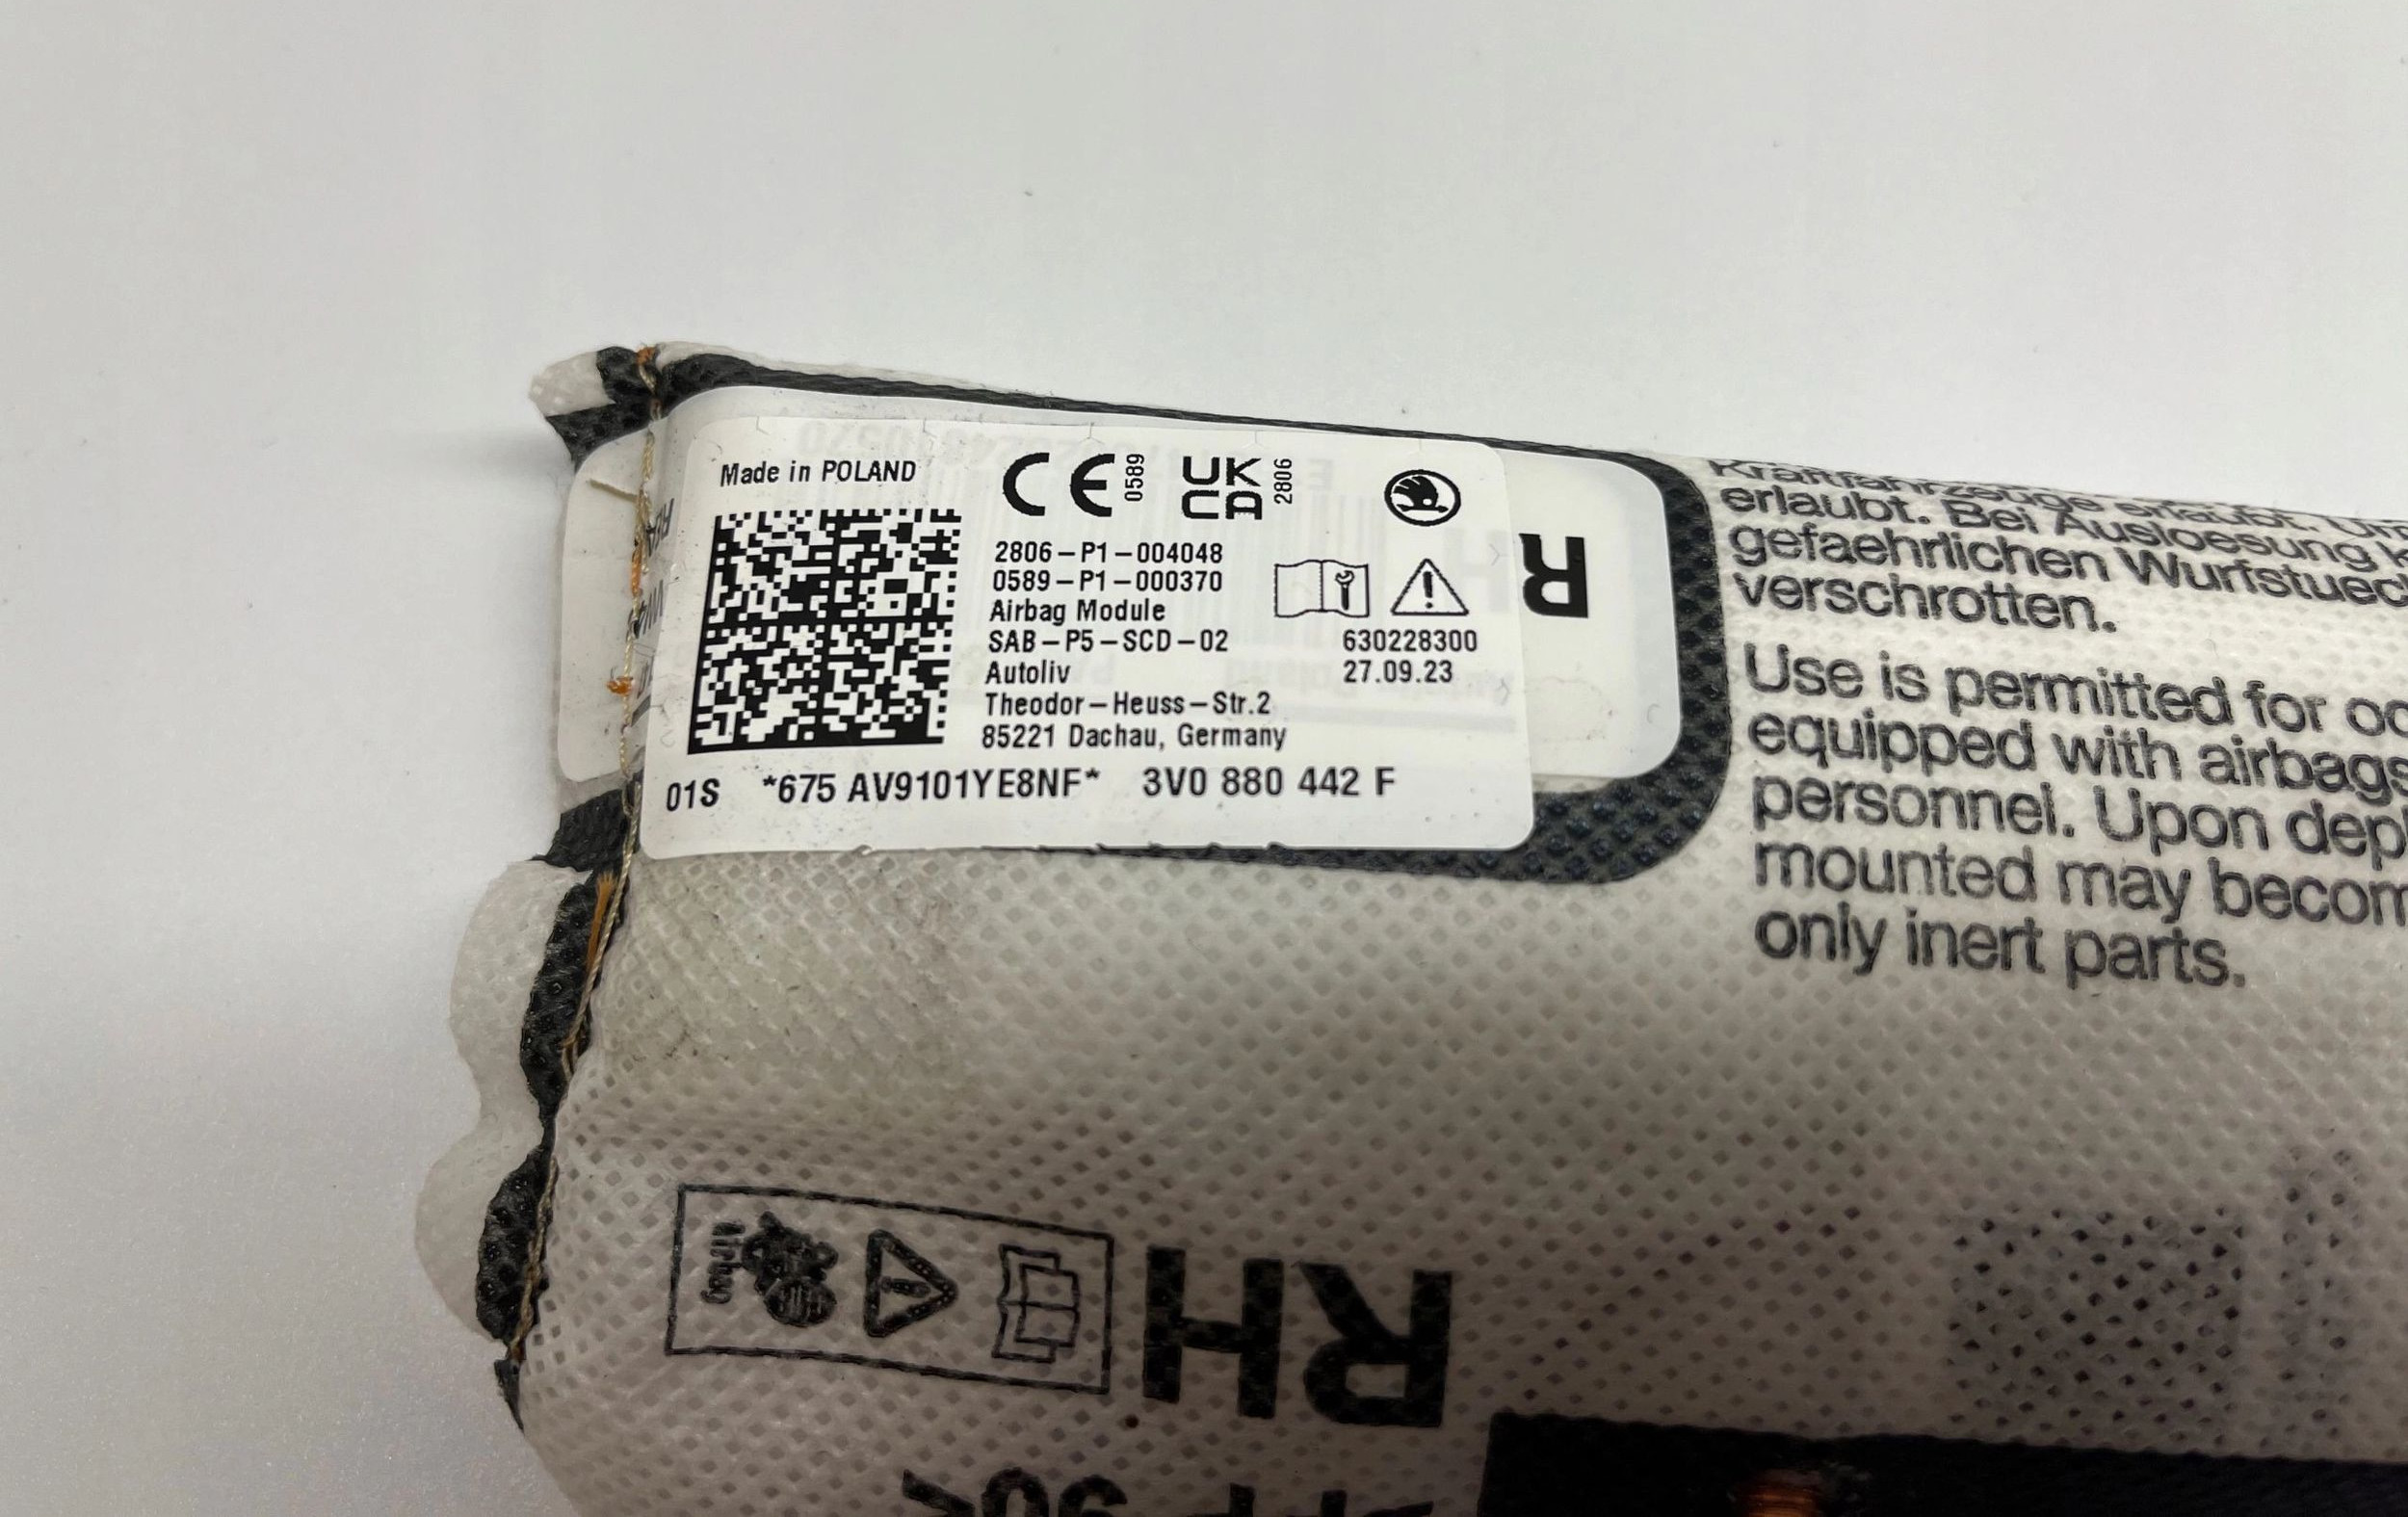 Made in POLAND
CE 0589
UK
CA 2806
2806-P1-004048
0589-P1-000370
Airbag Module
SAB-P5-SCD-02 630228300
Autoliv 27.09.23
Theodor-Heuss-Str.2
85221 Dachau, Germany
01S *675 AV9101YE8NF* 3V0 880 442 F
R
Kraftfahrzeuge erlaubt.
erlaubt. Bei Ausloesung
gefaehrlichen
verschrotten.
Use is permitted for
equipped with airbags
personnel. Upon
mounted may
only inert parts.
Airbag
RH